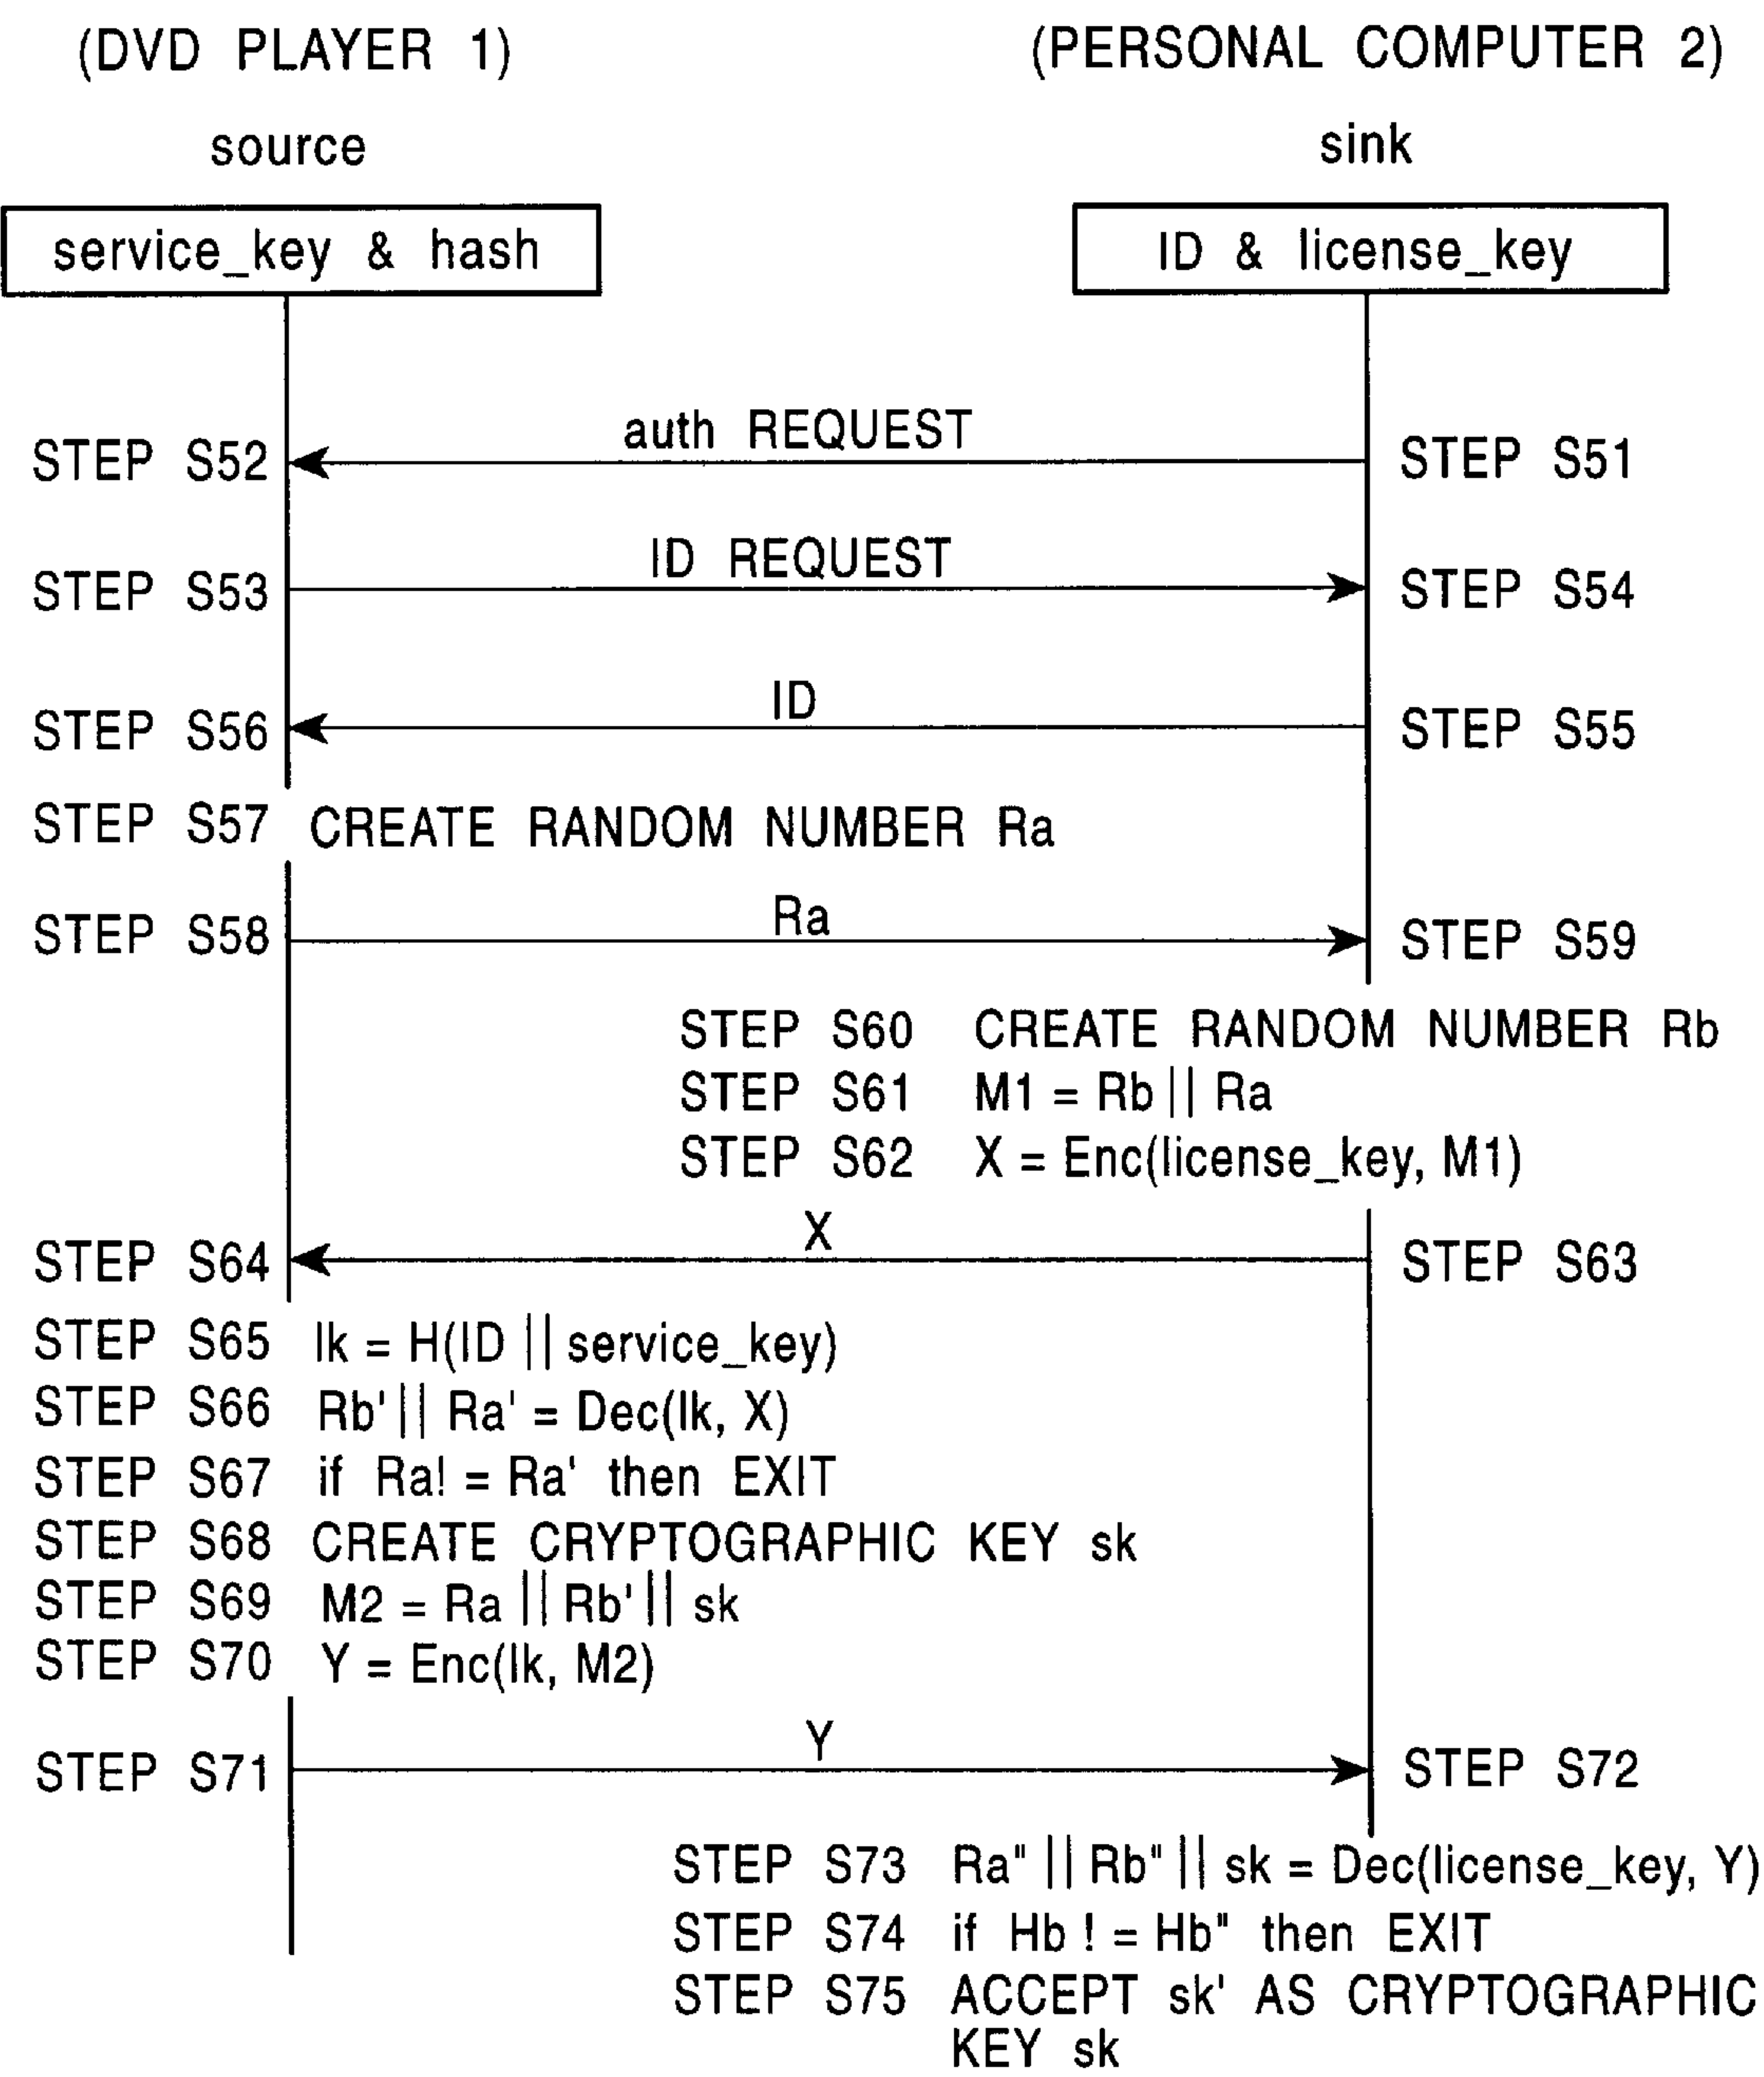 (DVD PLAYER 1) (PERSONAL COMPUTER 2)
source sink
service_key & hash ID & license_key
auth REQUEST
STEP S52 STEP S51
ID REQUEST
STEP S53 STEP S54
ID
STEP S56 STEP S55
STEP S57 CREATE RANDOM NUMBER Ra
Ra
STEP S58 STEP S59
STEP S60 CREATE RANDOM NUMBER Rb
STEP S61 M1 = Rb || Ra
STEP S62 X = Enc(license_key, M1)
X
STEP S64 STEP S63
STEP S65 lk = H(ID || service_key)
STEP S66 Rb' || Ra' = Dec(lk, X)
STEP S67 if Ra! = Ra' then EXIT
STEP S68 CREATE CRYPTOGRAPHIC KEY sk
STEP S69 M2 = Ra || Rb' || sk
STEP S70 Y = Enc(lk, M2)
Y
STEP S71 STEP S72
STEP S73 Ra" || Rb" || sk = Dec(license_key, Y)
STEP S74 if Hb ! = Hb" then EXIT
STEP S75 ACCEPT sk' AS CRYPTOGRAPHIC
KEY sk